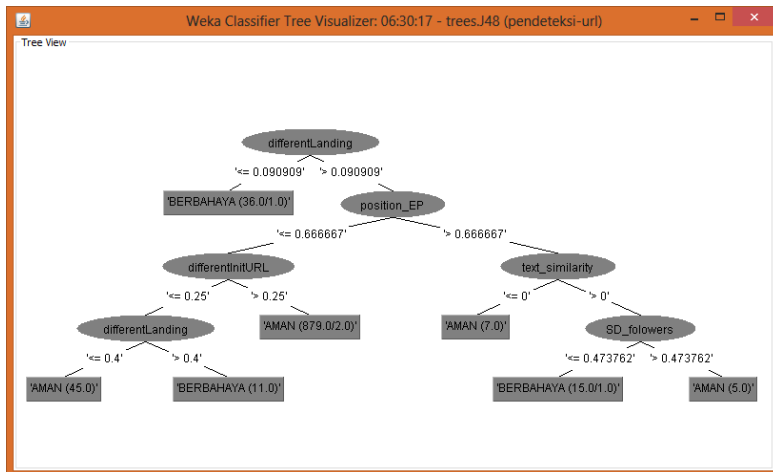 Weka Classifier Tree Visualizer: 06:30:17 - trees.J48 (pendeteksi-url)
Tree View
differentLanding
'<= 0.090909' '> 0.090909'
'BERBAHAYA (36.0/1.0)' position_EP
'<= 0.666667' '> 0.666667'
differentInitURL text_similarity
'<= 0.25' '> 0.25' '<= 0' '> 0'
differentLanding 'AMAN (879.0/2.0)' 'AMAN (7.0)' SD_folowers
'<= 0.4' '> 0.4' '<= 0.473762' '> 0.473762'
'AMAN (45.0)' 'BERBAHAYA (11.0)' 'BERBAHAYA (15.0/1.0)' 'AMAN (5.0)'